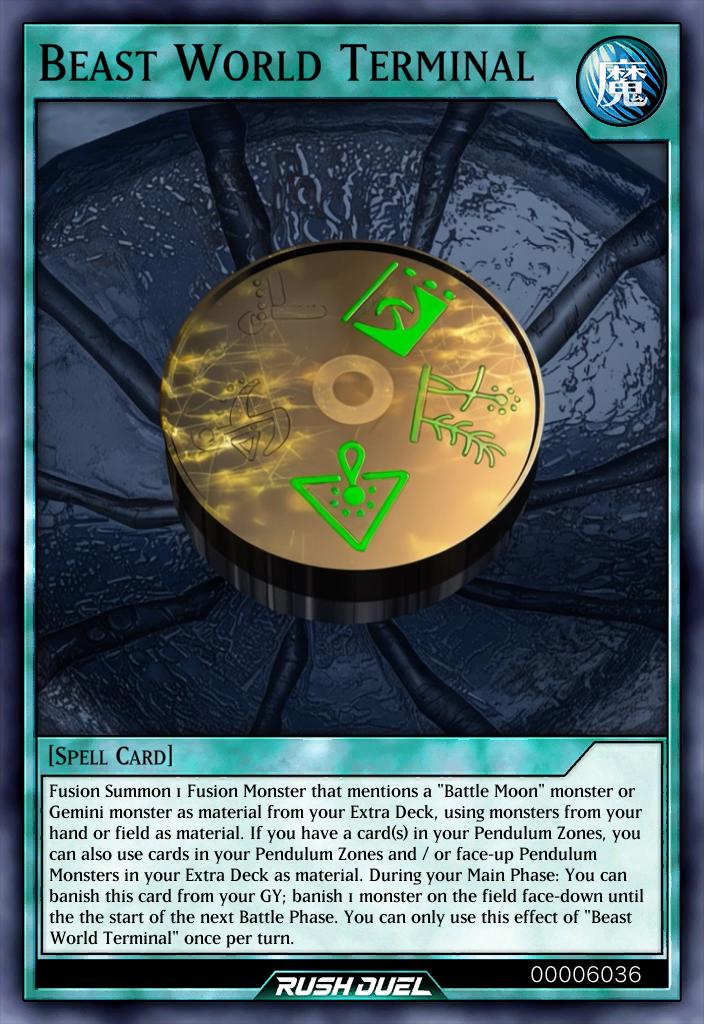 BEAST WORLD TERMINAL
魔
[SPELL CARD]
Fusion Summon 1 Fusion Monster that mentions a "Battle Moon" monster or
Gemini monster as material from your Extra Deck, using monsters from your
hand or field as material. If you have a card(s) in your Pendulum Zones, you
can also use cards in your Pendulum Zones and / or face-up Pendulum
Monsters in your Extra Deck as material. During your Main Phase: You can
banish this card from your GY; banish 1 monster on the field face-down until
the the start of the next Battle Phase. You can only use this effect of "Beast
World Terminal" once per turn.
00006036
RUSH DUEL